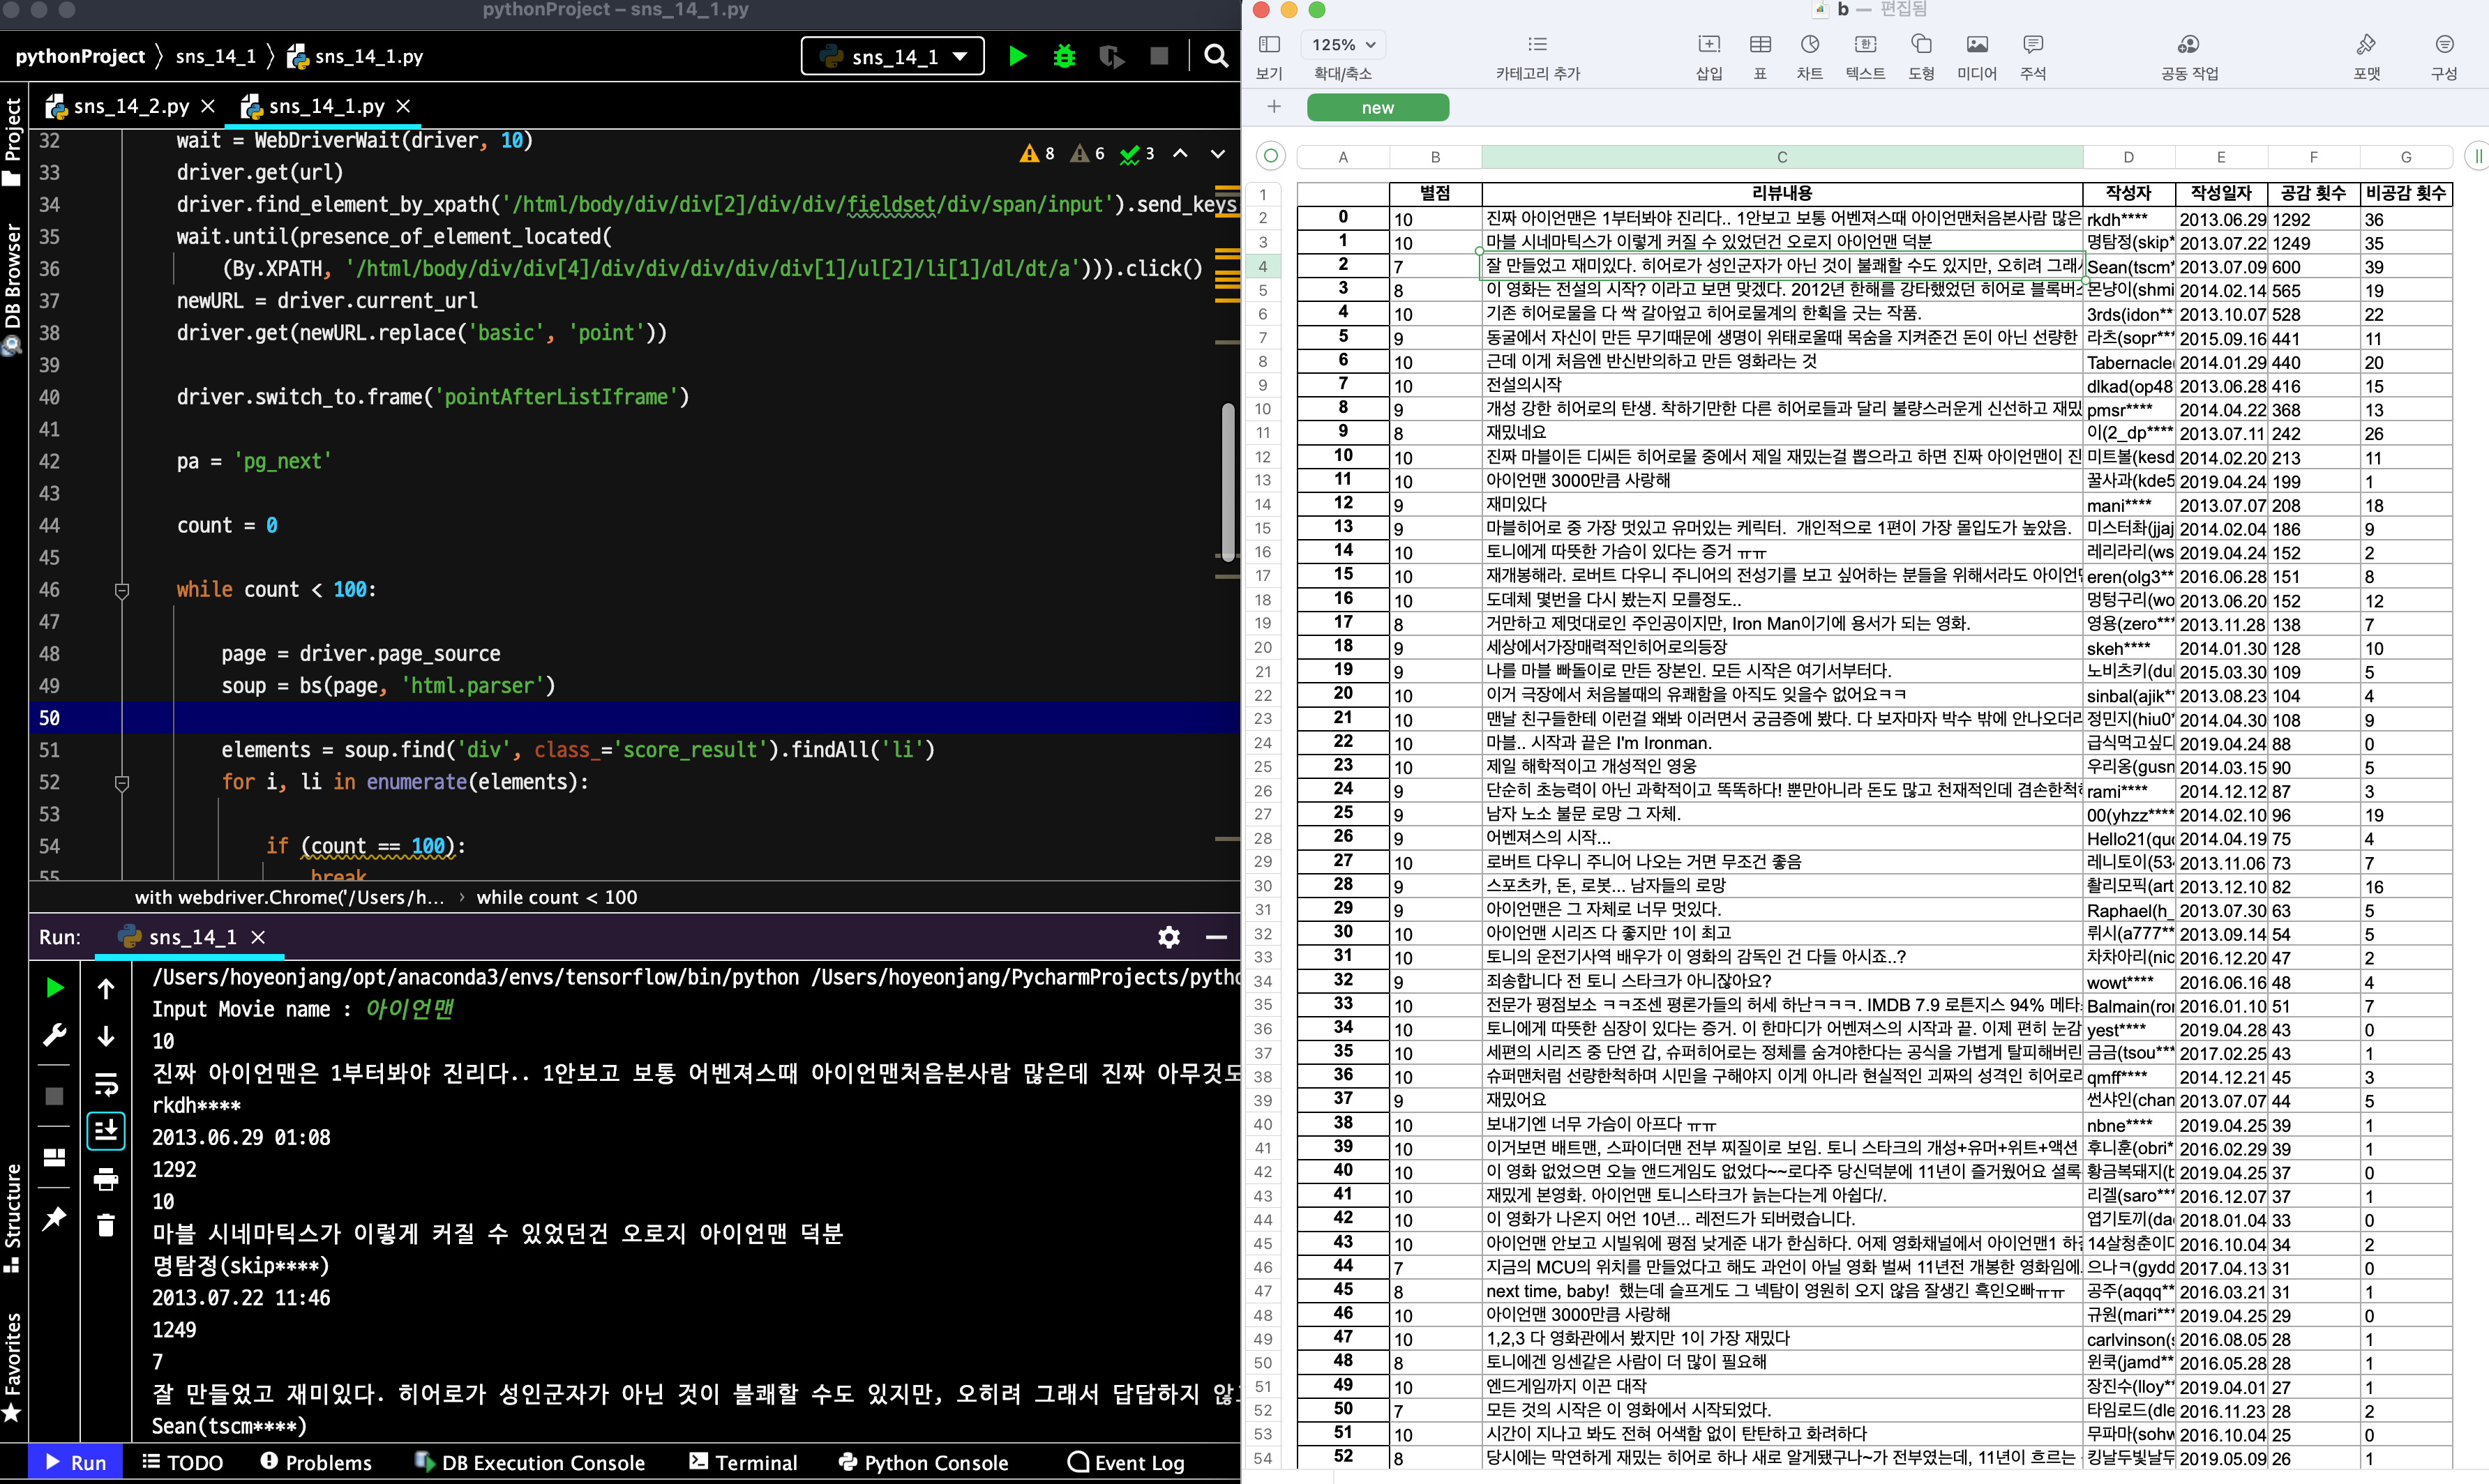 pythonProject – sns_14_1.py
pythonProject 〉 sns_14_1 〉 sns_14_1.py
sns_14_1
sns_14_2.py
sns_14_1.py
Project
DB Browser
Structure
Favorites
8 6 3
32 wait = WebDriverWait(driver, 10)
33 driver.get(url)
34 driver.find_element_by_xpath('/html/body/div/div[2]/div/div/fieldset/div/span/input').send_keys
35 wait.until(presence_of_element_located(
36 (By.XPATH, '/html/body/div/div[4]/div/div/div/div/div[1]/ul[2]/li[1]/dl/dt/a'))).click()
37 newURL = driver.current_url
38 driver.get(newURL.replace('basic', 'point'))
39
40 driver.switch_to.frame('pointAfterListIframe')
41
42 pa = 'pg_next'
43
44 count = 0
45
46 while count < 100:
47
48 page = driver.page_source
49 soup = bs(page, 'html.parser')
50
51 elements = soup.find('div', class_='score_result').findAll('li')
52 for i, li in enumerate(elements):
53
54 if (count == 100):
55 break
with webdriver.Chrome('/Users/h... › while count < 100
Run: sns_14_1
/Users/hoyeonjang/opt/anaconda3/envs/tensorflow/bin/python /Users/hoyeonjang/PycharmProjects/pytho
Input Movie name : 아이언맨
10
진짜 아이언맨은 1부터봐야 진리다.. 1안보고 보통 어벤져스때 아이언맨처음본사람 많은데 진짜 아무것도
rkdh****
2013.06.29 01:08
1292
10
마블 시네마틱스가 이렇게 커질 수 있었던건 오로지 아이언맨 덕분
명탐정(skip****)
2013.07.22 11:46
1249
7
잘 만들었고 재미있다. 히어로가 성인군자가 아닌 것이 불쾌할 수도 있지만, 오히려 그래서 답답하지 않
Sean(tscm****)
Run TODO Problems DB Execution Console Terminal Python Console Event Log
b — 편집됨
125%
보기 확대/축소 카테고리 추가 삽입 표 차트 텍스트 도형 미디어 주석 공동 작업 포맷 구성
new
A B C D E F G
1 별점 리뷰내용 작성자 작성일자 공감 횟수 비공감 횟수
2 0 10 진짜 아이언맨은 1부터봐야 진리다.. 1안보고 보통 어벤져스때 아이언맨처음본사람 많은 rkdh**** 2013.06.29 1292 36
3 1 10 마블 시네마틱스가 이렇게 커질 수 있었던건 오로지 아이언맨 덕분 명탐정(skip* 2013.07.22 1249 35
4 2 7 잘 만들었고 재미있다. 히어로가 성인군자가 아닌 것이 불쾌할 수도 있지만, 오히려 그래서 Sean(tscm* 2013.07.09 600 39
5 3 8 이 영화는 전설의 시작? 이라고 보면 맞겠다. 2012년 한해를 강타했었던 히어로 블록버스 몬냥이(shmi 2014.02.14 565 19
6 4 10 기존 히어로물을 다 싹 갈아엎고 히어로물계의 한획을 긋는 작품. 3rds(idon** 2013.10.07 528 22
7 5 9 동굴에서 자신이 만든 무기때문에 생명이 위태로울때 목숨을 지켜준건 돈이 아닌 선량한 라츠(sopr*** 2015.09.16 441 11
8 6 10 근데 이게 처음엔 반신반의하고 만든 영화라는 것 Tabernacle( 2014.01.29 440 20
9 7 10 전설의시작 dlkad(op48 2013.06.28 416 15
10 8 9 개성 강한 히어로의 탄생. 착하기만한 다른 히어로들과 달리 불량스러운게 신선하고 재밌 pmsr**** 2014.04.22 368 13
11 9 8 재밌네요 이(2_dp**** 2013.07.11 242 26
12 10 10 진짜 마블이든 디씨든 히어로물 중에서 제일 재밌는걸 뽑으라고 하면 진짜 아이언맨이 진 미트볼(kesd 2014.02.20 213 11
13 11 10 아이언맨 3000만큼 사랑해 꿀사과(kde5 2019.04.24 199 1
14 12 9 재미있다 mani**** 2013.07.07 208 18
15 13 9 마블히어로 중 가장 멋있고 유머있는 케릭터. 개인적으로 1편이 가장 몰입도가 높았음. 미스터촤(jjaj 2014.02.04 186 9
16 14 10 토니에게 따뜻한 가슴이 있다는 증거 ㅠㅠ 레리라리(ws 2019.04.24 152 2
17 15 10 재개봉해라. 로버트 다우니 주니어의 전성기를 보고 싶어하는 분들을 위해서라도 아이언 eren(olg3** 2016.06.28 151 8
18 16 10 도데체 몇번을 다시 봤는지 모를정도.. 멍텅구리(wo 2013.06.20 152 12
19 17 8 거만하고 제멋대로인 주인공이지만, Iron Man이기에 용서가 되는 영화. 영용(zero*** 2013.11.28 138 7
20 18 9 세상에서가장매력적인히어로의등장 skeh**** 2014.01.30 128 10
21 19 9 나를 마블 빠돌이로 만든 장본인. 모든 시작은 여기서부터다. 노비츠키(du 2015.03.30 109 5
22 20 10 이거 극장에서 처음볼때의 유쾌함을 아직도 잊을수 없어요ㅋㅋ sinbal(ajik* 2013.08.23 104 4
23 21 10 맨날 친구들한테 이런걸 왜봐 이러면서 궁금증에 봤다. 다 보자마자 박수 밖에 안나오더라 정민지(hiu0* 2014.04.30 108 9
24 22 10 마블.. 시작과 끝은 I'm Ironman. 급식먹고싶다 2019.04.24 88 0
25 23 10 제일 해학적이고 개성적인 영웅 우리옹(gusn 2014.03.15 90 5
26 24 9 단순히 초능력이 아닌 과학적이고 똑똑하다! 뿐만아니라 돈도 많고 천재적인데 겸손한척하 rami**** 2014.12.12 87 3
27 25 9 남자 노소 불문 로망 그 자체. 00(yhzz**** 2014.02.10 96 19
28 26 9 어벤져스의 시작... Hello21(qu 2014.04.19 75 4
29 27 10 로버트 다우니 주니어 나오는 거면 무조건 좋음 레니토이(53 2013.11.06 73 7
30 28 9 스포츠카, 돈, 로봇... 남자들의 로망 촬리모픽(art 2013.12.10 82 16
31 29 9 아이언맨은 그 자체로 너무 멋있다. Raphael(h_ 2013.07.30 63 5
32 30 10 아이언맨 시리즈 다 좋지만 1이 최고 뤼시(a777** 2013.09.14 54 5
33 31 10 토니의 운전기사역 배우가 이 영화의 감독인 건 다들 아시죠..? 차차아리(nic 2016.12.20 47 2
34 32 9 죄송합니다 전 토니 스타크가 아니잖아요? wowt**** 2016.06.16 48 4
35 33 10 전문가 평점보소 ㅋㅋ조센 평론가들의 허세 하난ㅋㅋㅋ. IMDB 7.9 로튼지스 94% 메타 Balmain(ro 2016.01.10 51 7
36 34 10 토니에게 따뜻한 심장이 있다는 증거. 이 한마디가 어벤져스의 시작과 끝. 이제 편히 눈감 yest**** 2019.04.28 43 0
37 35 10 세편의 시리즈 중 단연 갑, 슈퍼히어로는 정체를 숨겨야한다는 공식을 가볍게 탈피해버린 금금(tsou*** 2017.02.25 43 1
38 36 10 슈퍼맨처럼 선량한척하며 시민을 구해야지 이게 아니라 현실적인 괴짜의 성격인 히어로라 qmff**** 2014.12.21 45 3
39 37 9 재밌어요 썬샤인(chan 2013.07.07 44 5
40 38 10 보내기엔 너무 가슴이 아프다 ㅠㅠ nbne**** 2019.04.25 39 1
41 39 10 이거보면 배트맨, 스파이더맨 전부 찌질이로 보임. 토니 스타크의 개성+유머+위트+액션 후니훈(obri* 2016.02.29 39 1
42 40 10 이 영화 없었으면 오늘 앤드게임도 없었다~~로다주 당신덕분에 11년이 즐거웠어요 셜록 황금복돼지(b 2019.04.25 37 0
43 41 10 재밌게 본영화. 아이언맨 토니스타크가 늙는다는게 아쉽다/. 리겔(saro*** 2016.12.07 37 1
44 42 10 이 영화가 나온지 어언 10년... 레전드가 되버렸습니다. 엽기토끼(da 2018.01.04 33 0
45 43 10 아이언맨 안보고 시빌워에 평점 낮게준 내가 한심하다. 어제 영화채널에서 아이언맨1 하 14살청춘이다 2016.10.04 34 2
46 44 7 지금의 MCU의 위치를 만들었다고 해도 과언이 아닐 영화 벌써 11년전 개봉한 영화임에 으나ㅋ(gydd 2017.04.13 31 0
47 45 8 next time, baby! 했는데 슬프게도 그 넥탐이 영원히 오지 않음 잘생긴 흑인오빠ㅠㅠ 공주(aqqq** 2016.03.21 31 1
48 46 10 아이언맨 3000만큼 사랑해 규원(mari*** 2019.04.25 29 0
49 47 10 1,2,3 다 영화관에서 봤지만 1이 가장 재밌다 carlvinson( 2016.08.05 28 1
50 48 8 토니에겐 잉센같은 사람이 더 많이 필요해 윈쿡(jamd** 2016.05.28 28 1
51 49 10 엔드게임까지 이끈 대작 장진수(lloy** 2019.04.01 27 1
52 50 7 모든 것의 시작은 이 영화에서 시작되었다. 타임로드(dle 2016.11.23 28 2
53 51 10 시간이 지나고 봐도 전혀 어색함 없이 탄탄하고 화려하다 무파마(sohw 2016.10.04 25 0
54 52 8 당시에는 막연하게 재밌는 히어로 하나 새로 알게됐구나~가 전부였는데, 11년이 흐르는 킹날두빛날두 2019.05.09 26 1